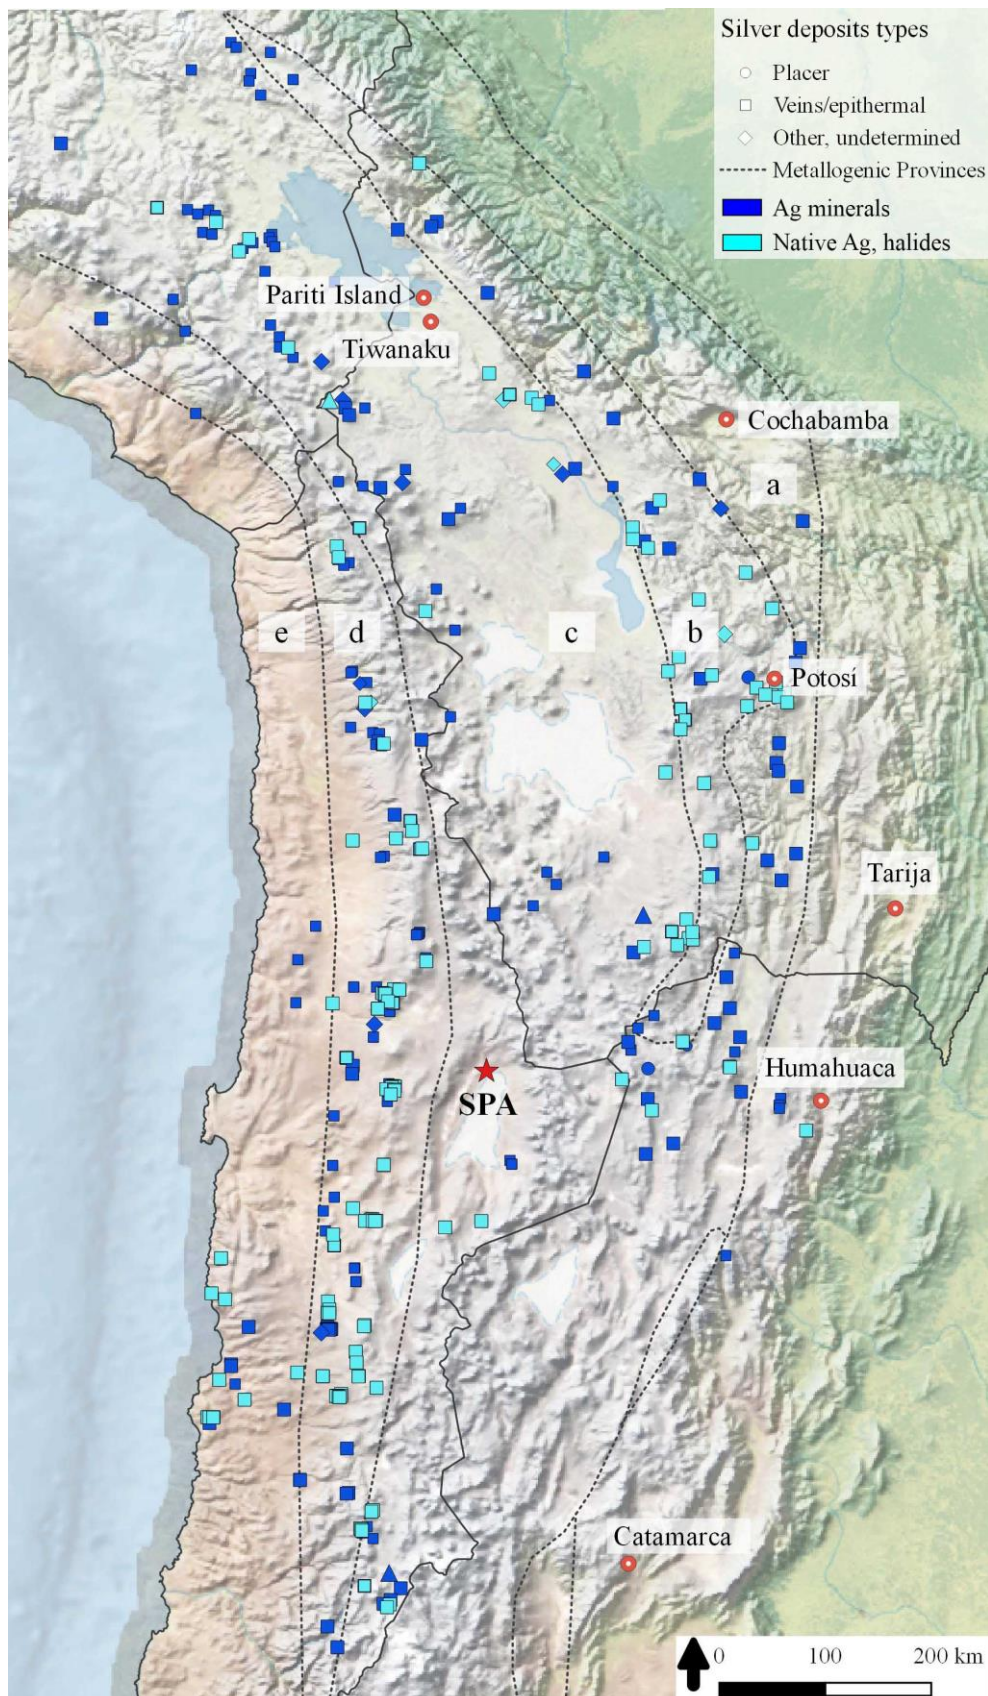 Silver deposits types
Placer
Veins/epithermal
Other, undetermined
Metallogenic Provinces
Ag minerals
Native Ag, halides
Pariti Island
Tiwanaku
Cochabamba
a
e
d
c
b
Potosí
Tarija
SPA
Humahuaca
Catamarca
0 100 200 km